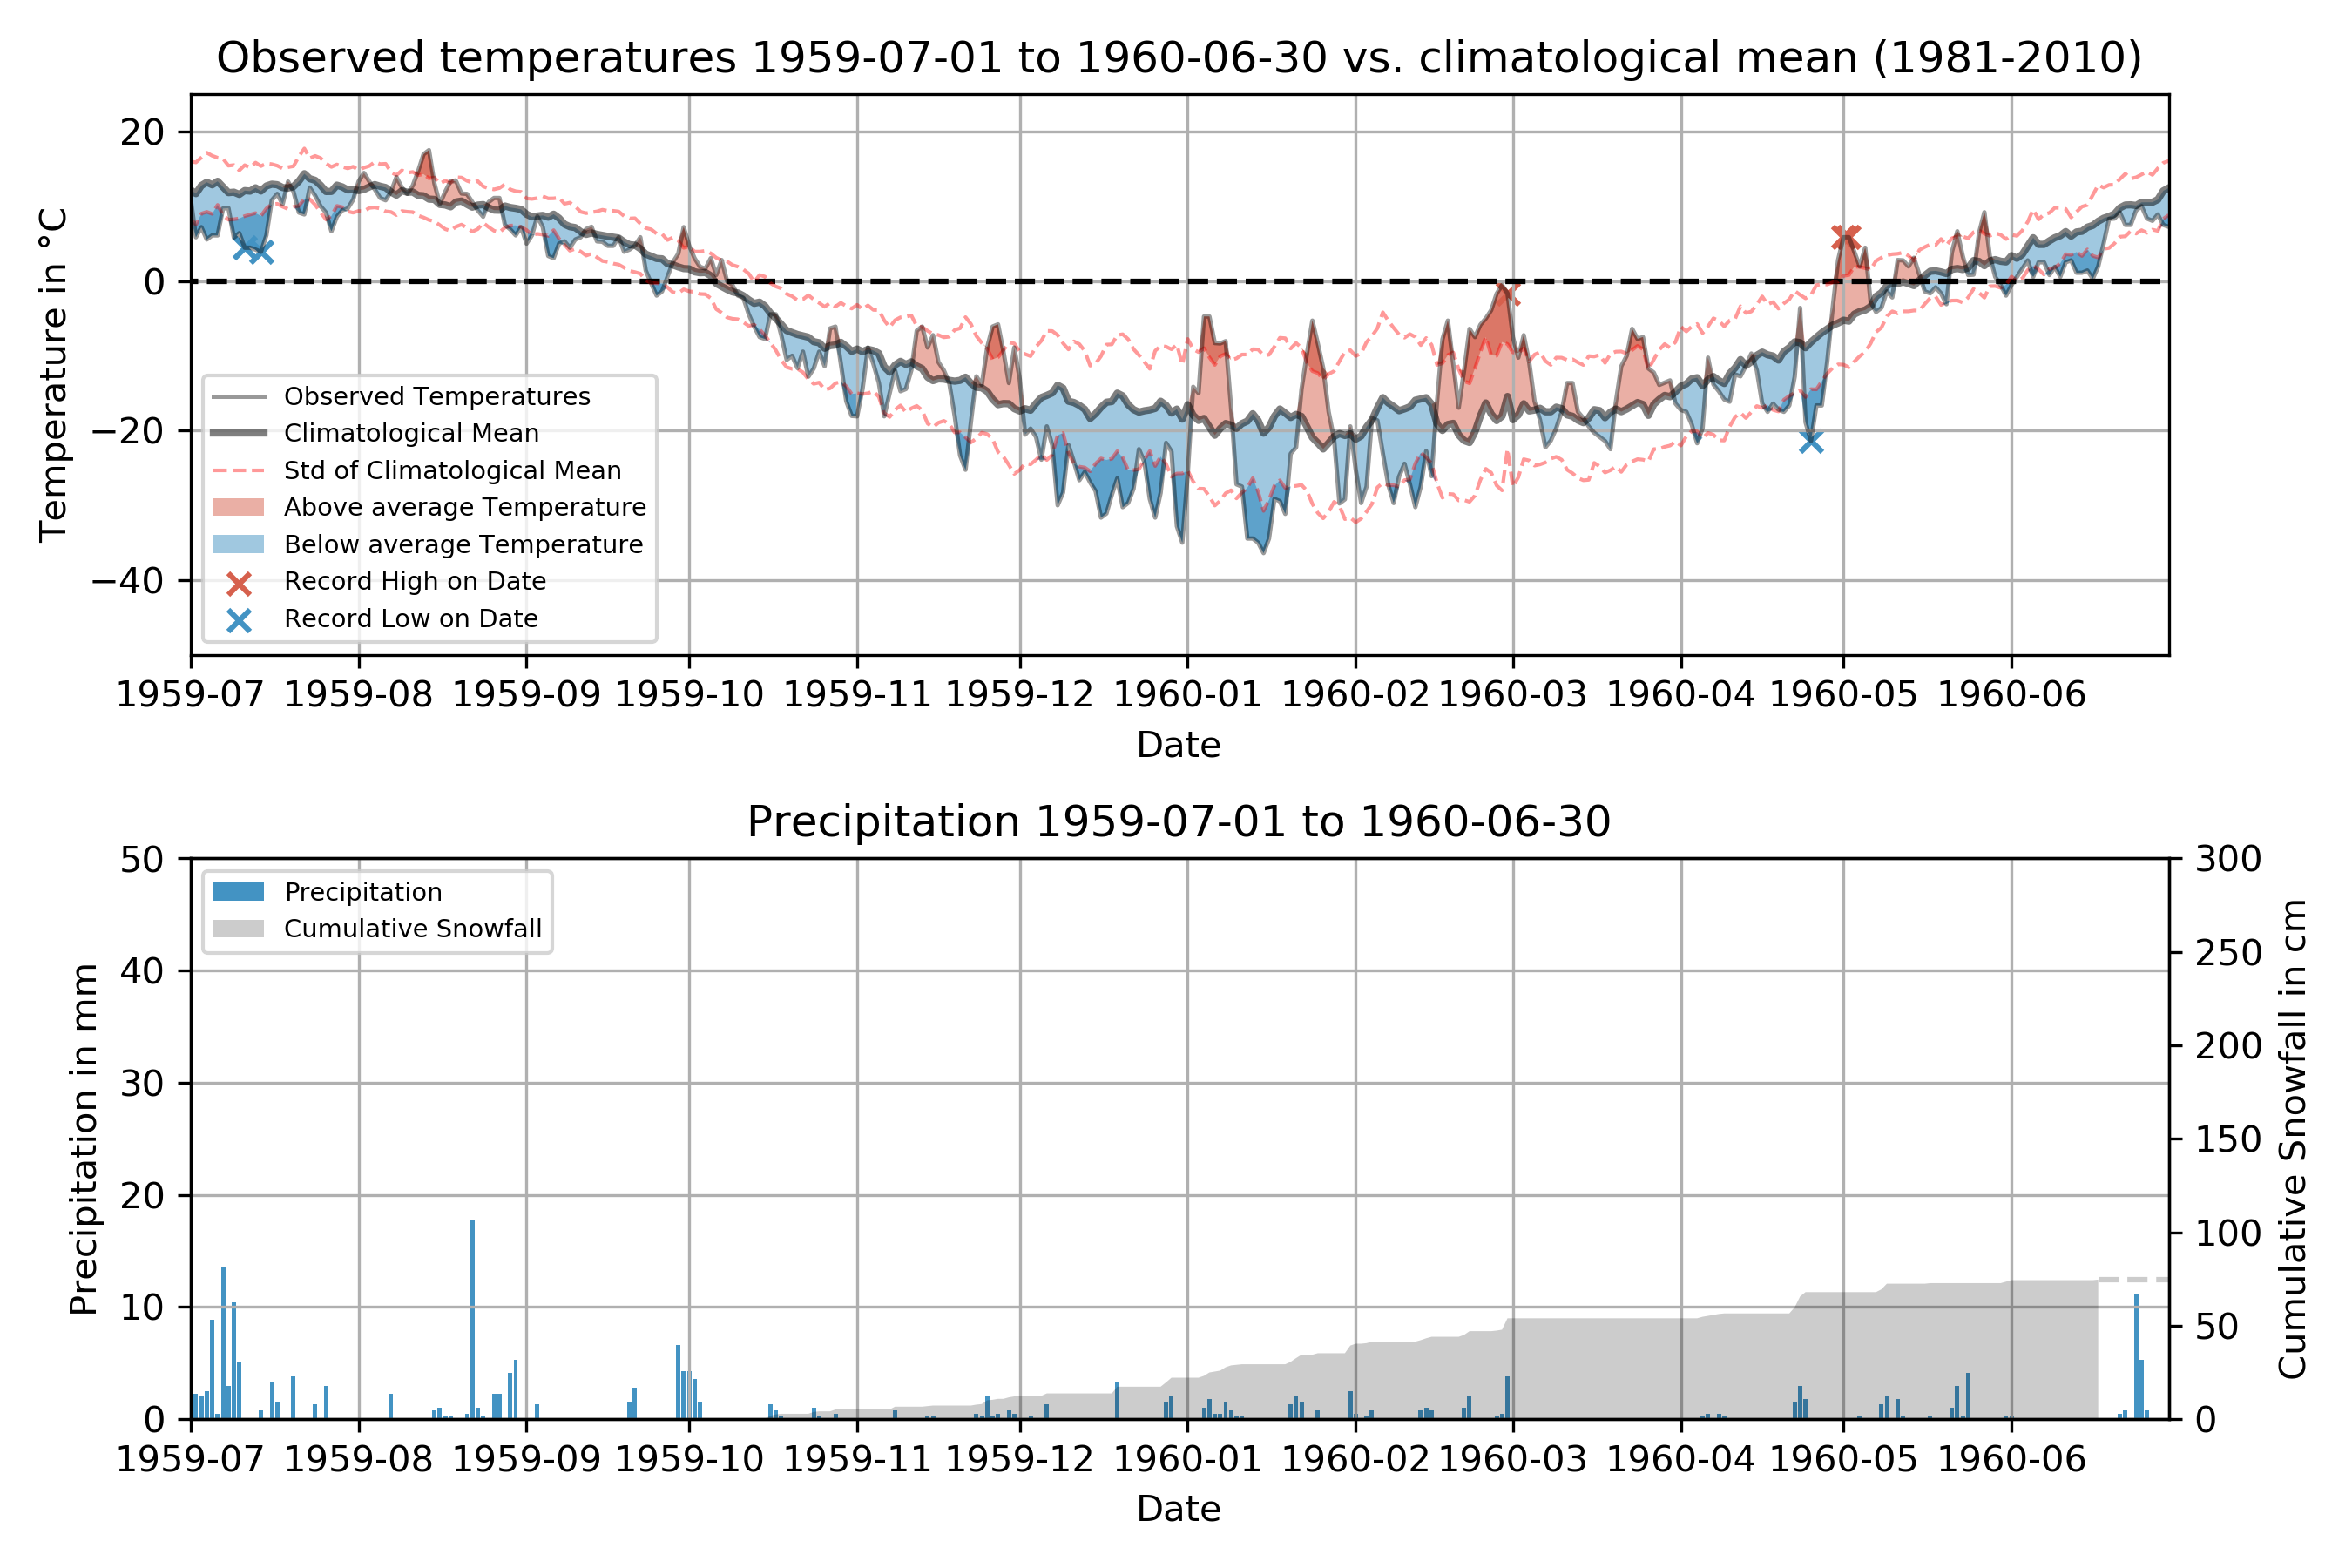 Observed temperatures 1959-07-01 to 1960-06-30 vs. climatological mean (1981-2010)
Temperature in °C
20
0
−20
−40
Observed Temperatures
Climatological Mean
Std of Climatological Mean
Above average Temperature
Below average Temperature
Record High on Date
Record Low on Date
1959-07 1959-08 1959-09 1959-10 1959-11 1959-12 1960-01 1960-02 1960-03 1960-04 1960-05 1960-06
Date
Precipitation 1959-07-01 to 1960-06-30
Precipitation in mm
50
40
30
20
10
0
Precipitation
Cumulative Snowfall
300
250
200
150
100
50
0
Cumulative Snowfall in cm
1959-07 1959-08 1959-09 1959-10 1959-11 1959-12 1960-01 1960-02 1960-03 1960-04 1960-05 1960-06
Date